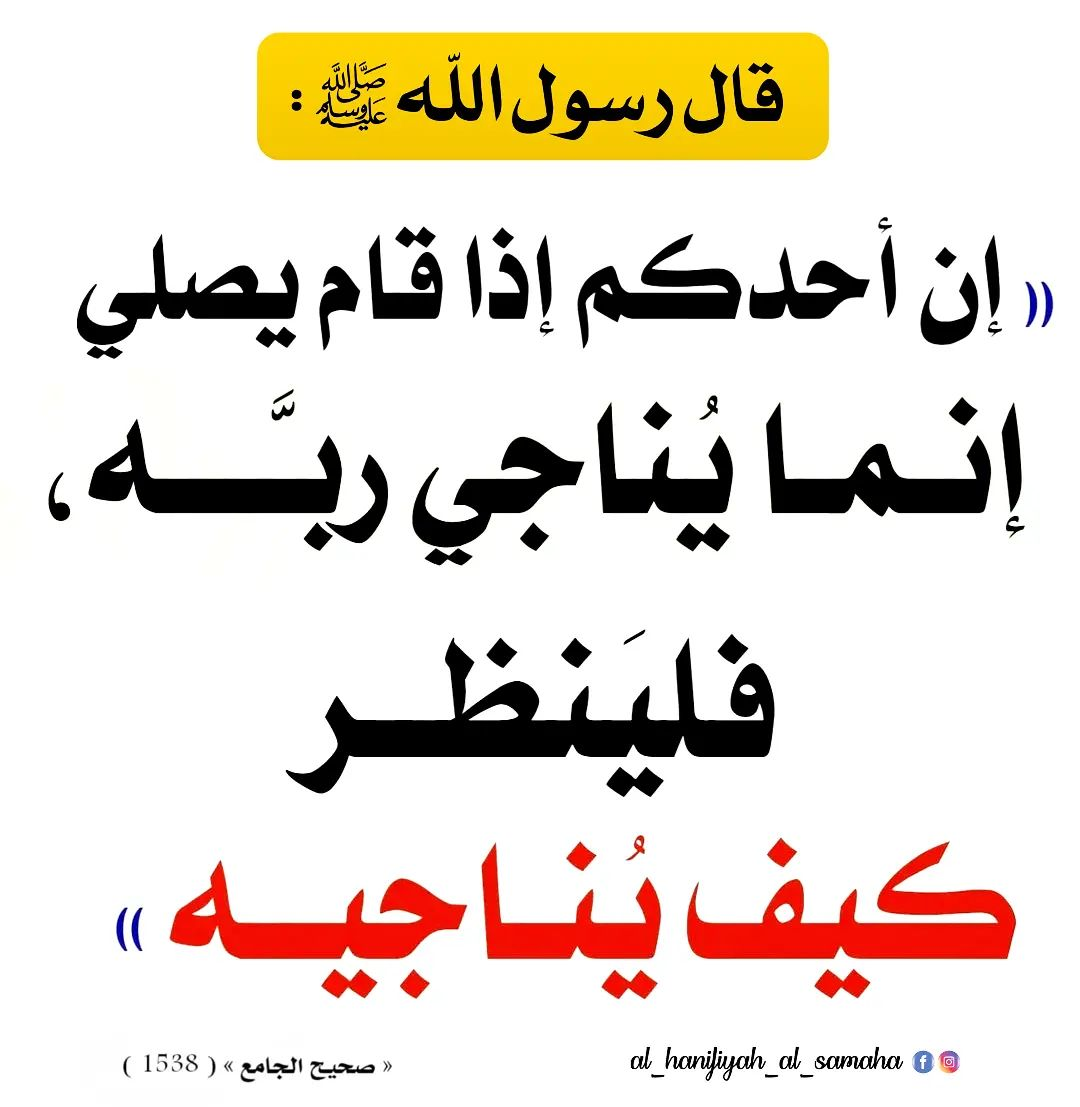 قال رسول اللّٰه ﷺ :
(( إن أحدكم إذا قام يصلي
إنما يُناجي ربَّه ،
فليَنظر
كيف يُناجيه ))
« صحيح الجامع » ( 1538 )
al_hanifiyah_al_samaha